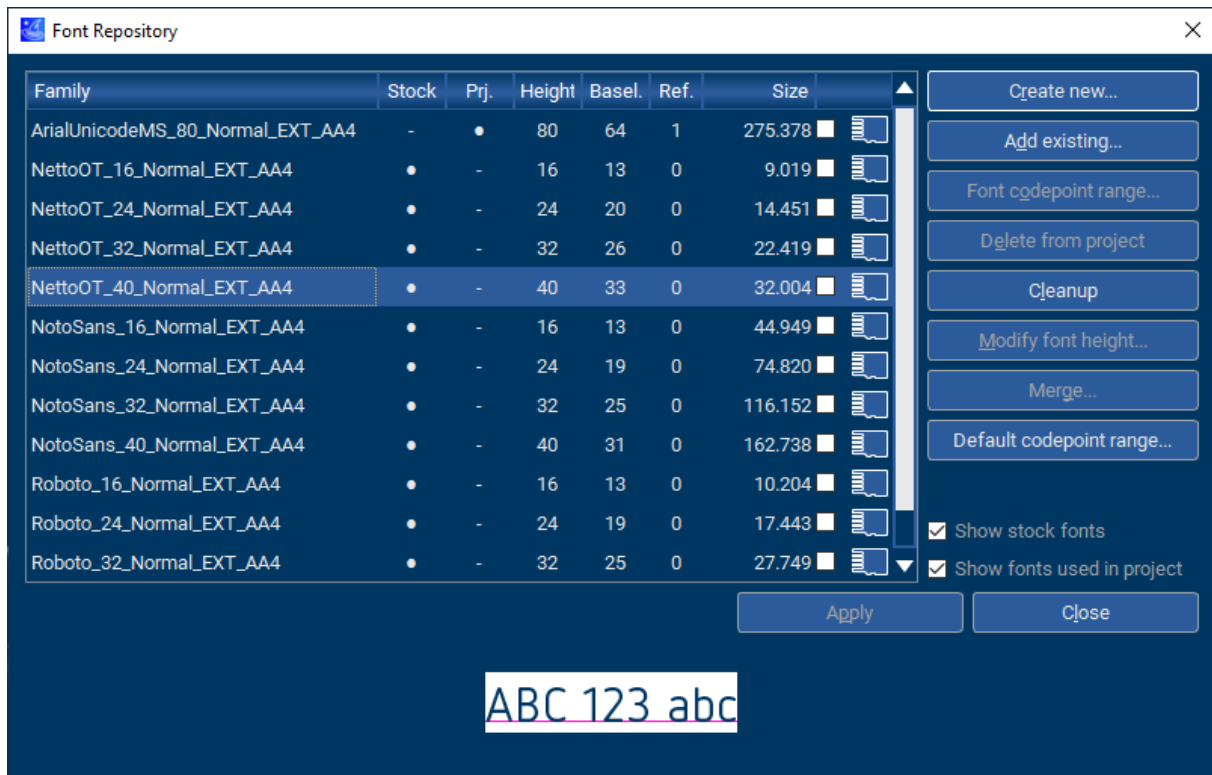 Font Repository
Family Stock Prj. Height Basel. Ref. Size
ArialUnicodeMS_80_Normal_EXT_AA4 - ● 80 64 1 275.378
NettoOT_16_Normal_EXT_AA4 ● - 16 13 0 9.019
NettoOT_24_Normal_EXT_AA4 ● - 24 20 0 14.451
NettoOT_32_Normal_EXT_AA4 ● - 32 26 0 22.419
NettoOT_40_Normal_EXT_AA4 ● - 40 33 0 32.004
NotoSans_16_Normal_EXT_AA4 ● - 16 13 0 44.949
NotoSans_24_Normal_EXT_AA4 ● - 24 19 0 74.820
NotoSans_32_Normal_EXT_AA4 ● - 32 25 0 116.152
NotoSans_40_Normal_EXT_AA4 ● - 40 31 0 162.738
Roboto_16_Normal_EXT_AA4 ● - 16 13 0 10.204
Roboto_24_Normal_EXT_AA4 ● - 24 19 0 17.443
Roboto_32_Normal_EXT_AA4 ● - 32 25 0 27.749
Create new...
Add existing...
Font codepoint range...
Delete from project
Cleanup
Modify font height...
Merge...
Default codepoint range...
Show stock fonts
Show fonts used in project
Apply
Close
ABC 123 abc